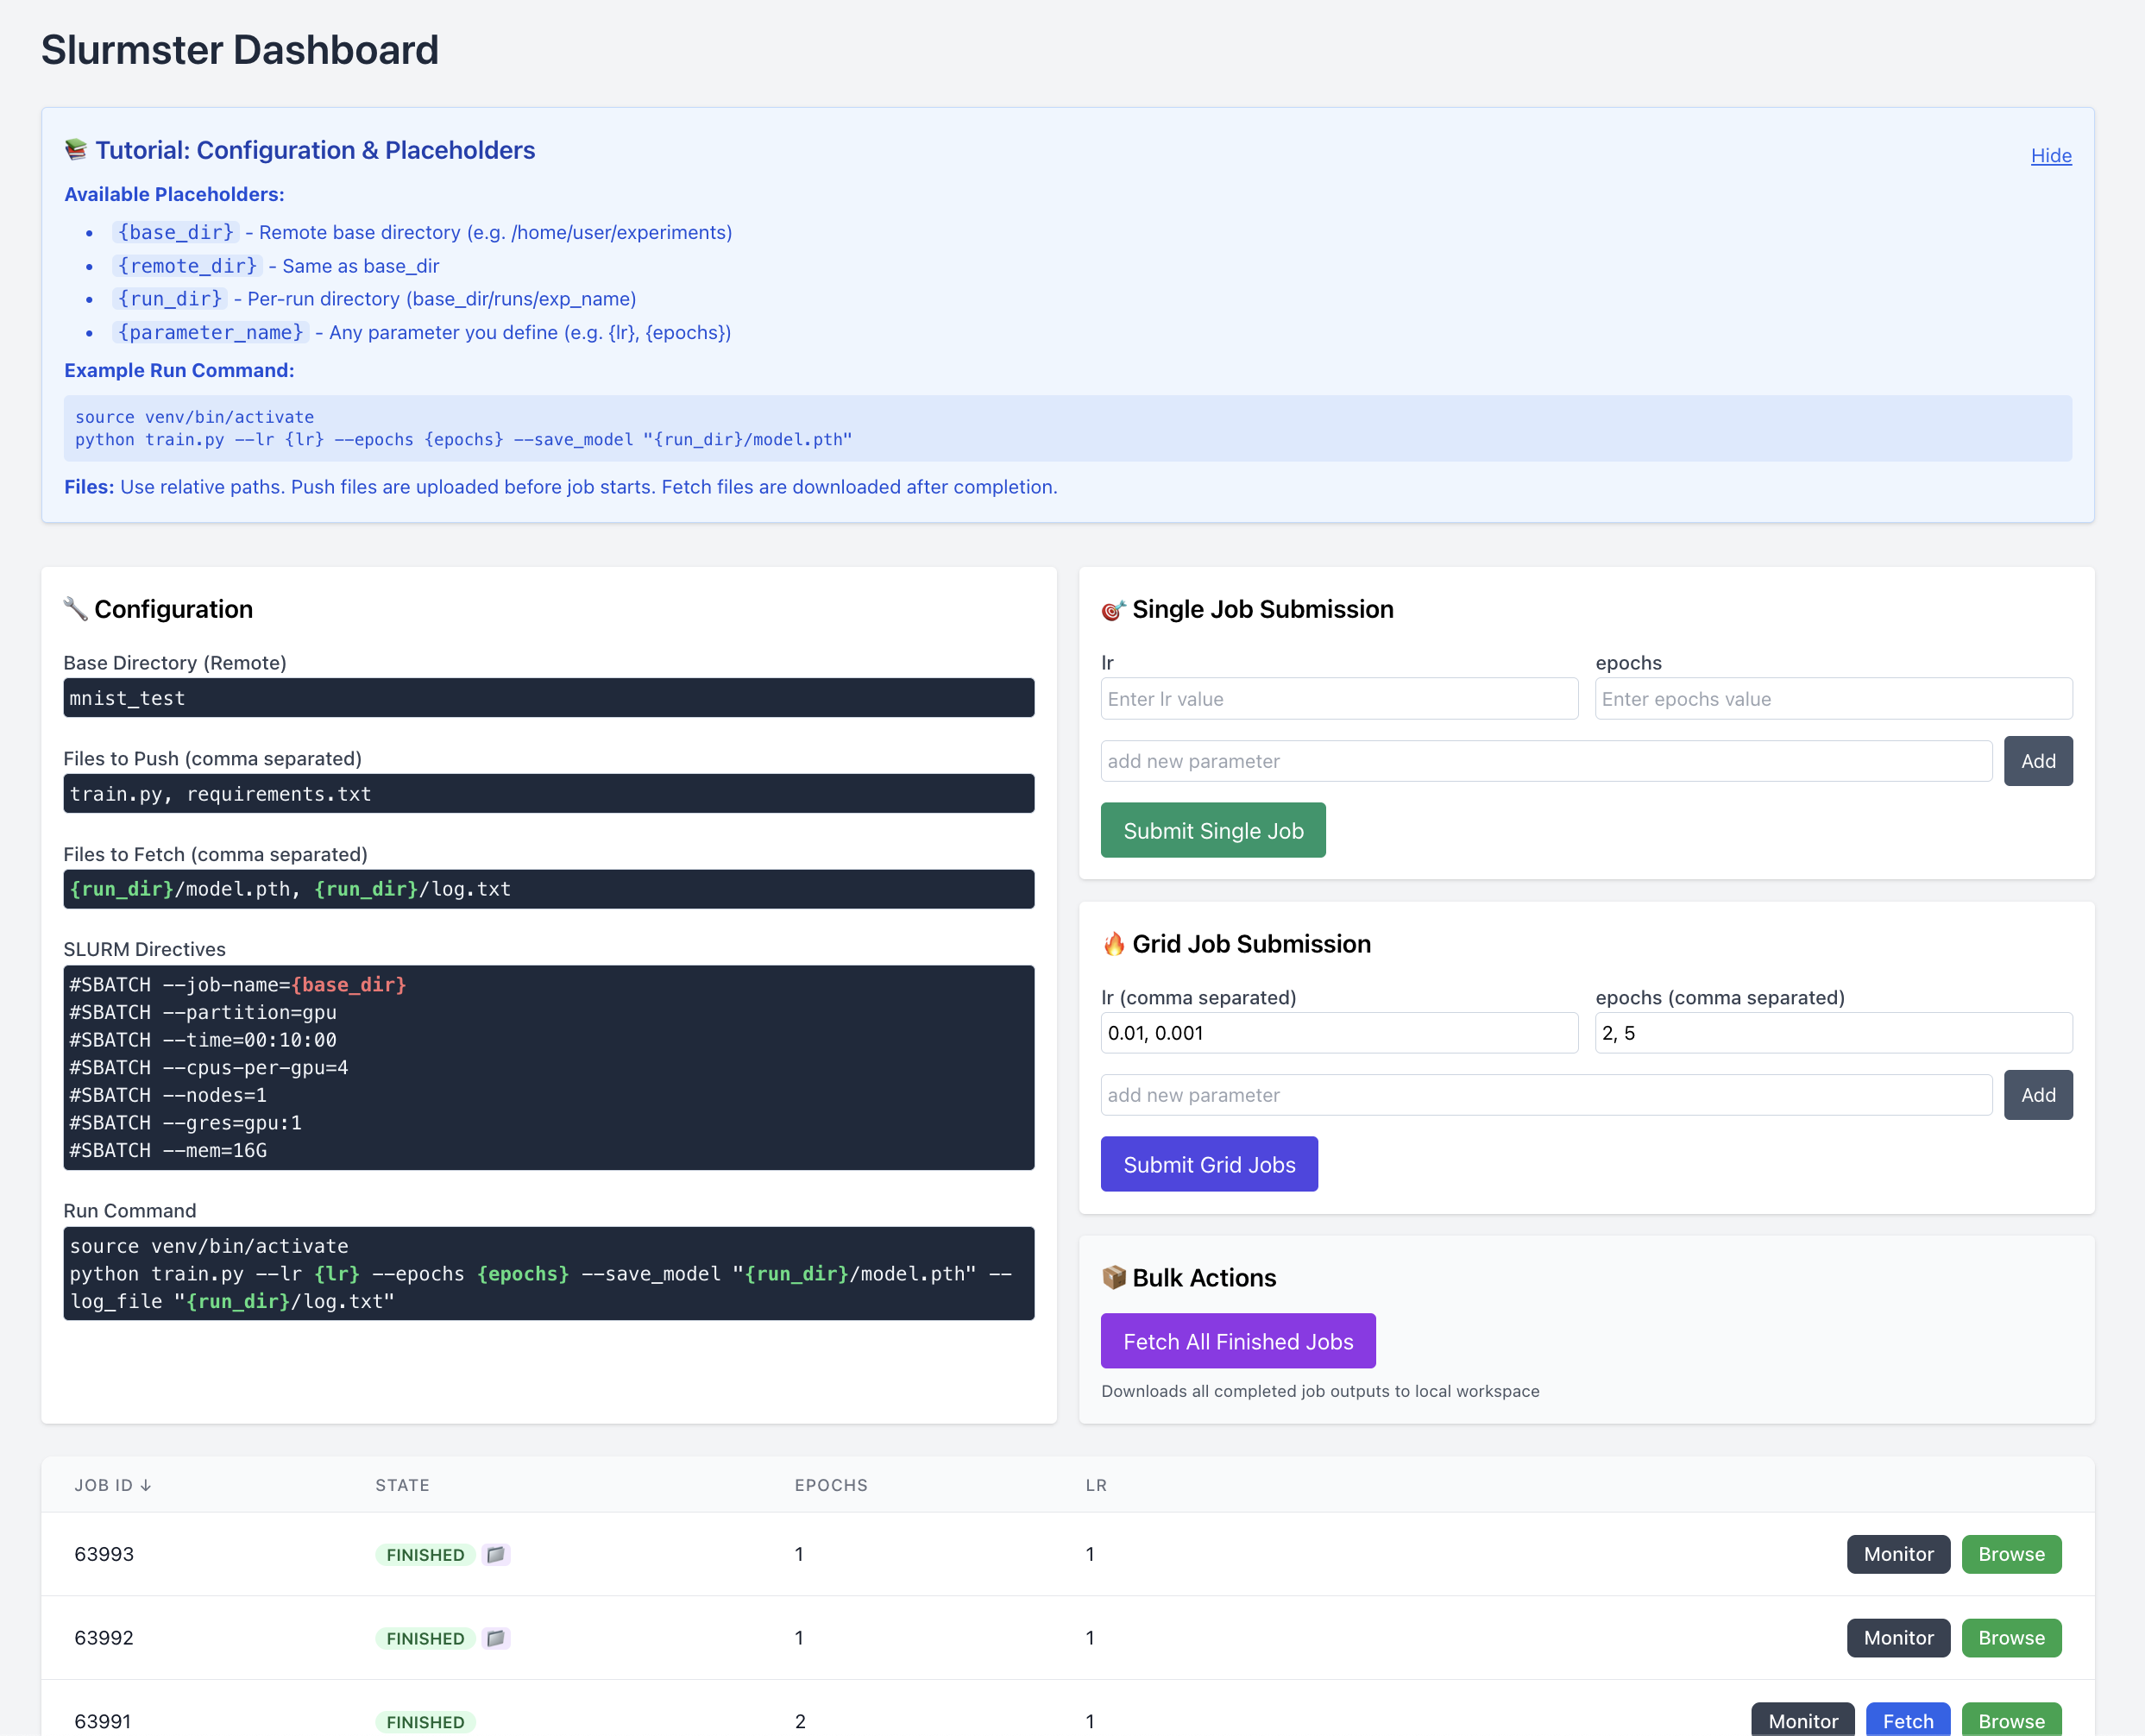 Slurmster Dashboard
Tutorial: Configuration & Placeholders
Hide
Available Placeholders:
{base_dir} - Remote base directory (e.g. /home/user/experiments)
{remote_dir} - Same as base_dir
{run_dir} - Per-run directory (base_dir/runs/exp_name)
{parameter_name} - Any parameter you define (e.g. {lr}, {epochs})
Example Run Command:
source venv/bin/activate
python train.py --lr {lr} --epochs {epochs} --save_model "{run_dir}/model.pth"
Files: Use relative paths. Push files are uploaded before job starts. Fetch files are downloaded after completion.
Configuration
Base Directory (Remote)
mnist_test
Files to Push (comma separated)
train.py, requirements.txt
Files to Fetch (comma separated)
{run_dir}/model.pth, {run_dir}/log.txt
SLURM Directives
#SBATCH --job-name={base_dir}
#SBATCH --partition=gpu
#SBATCH --time=00:10:00
#SBATCH --cpus-per-gpu=4
#SBATCH --nodes=1
#SBATCH --gres=gpu:1
#SBATCH --mem=16G
Run Command
source venv/bin/activate
python train.py --lr {lr} --epochs {epochs} --save_model "{run_dir}/model.pth" --
log_file "{run_dir}/log.txt"
Single Job Submission
lr epochs
Enter lr value Enter epochs value
add new parameter Add
Submit Single Job
Grid Job Submission
lr (comma separated) epochs (comma separated)
0.01, 0.001 2, 5
add new parameter Add
Submit Grid Jobs
Bulk Actions
Fetch All Finished Jobs
Downloads all completed job outputs to local workspace
JOB ID ↓ STATE EPOCHS LR
63993 FINISHED 1 1 Monitor Browse
63992 FINISHED 1 1 Monitor Browse
63991 FINISHED 2 1 Monitor Fetch Browse